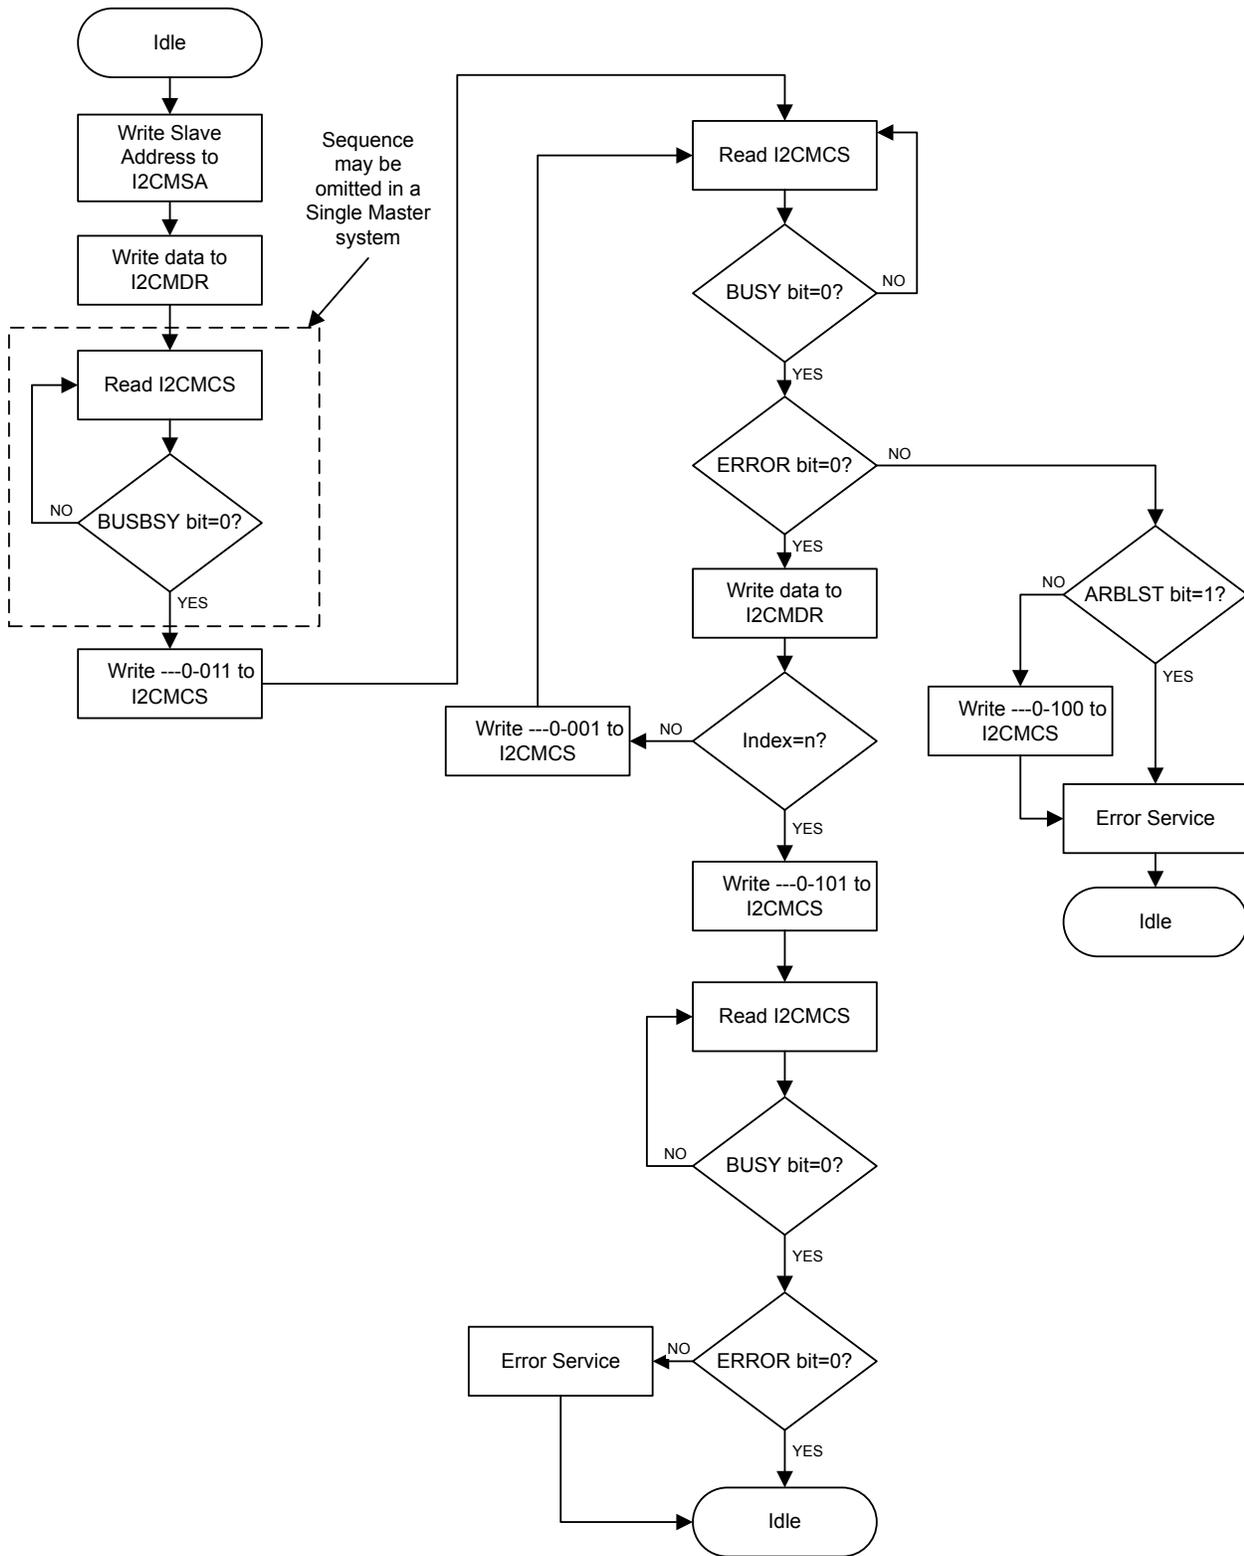 Idle
Write Slave
Address to
I2CMSA
Write data to
I2CMDR
Sequence
may be
omitted in a
Single Master
system
Read I2CMCS
BUSBSY bit=0?
NO
YES
Write ---0-011 to
I2CMCS
Read I2CMCS
BUSY bit=0?
NO
YES
ERROR bit=0?
NO
YES
Write data to
I2CMDR
Index=n?
NO
Write ---0-001 to
I2CMCS
YES
ARBLST bit=1?
NO
YES
Write ---0-100 to
I2CMCS
Error Service
Idle
Write ---0-101 to
I2CMCS
Read I2CMCS
BUSY bit=0?
NO
YES
ERROR bit=0?
NO
Error Service
YES
Idle